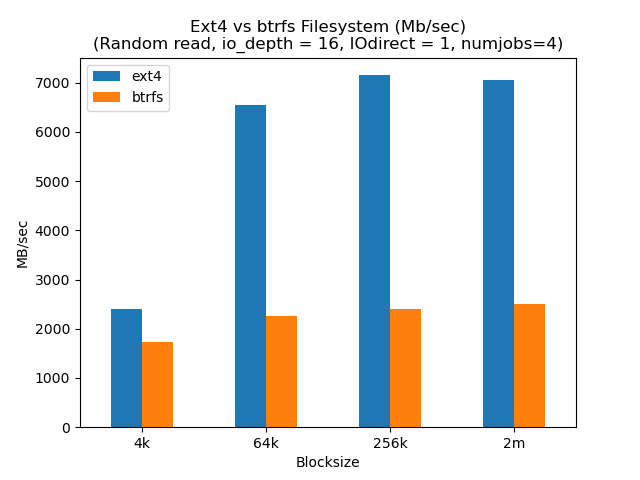 Ext4 vs btrfs Filesystem (Mb/sec)
(Random read, io_depth = 16, IOdirect = 1, numjobs=4)
ext4
btrfs
MB/sec
7000
6000
5000
4000
3000
2000
1000
0
4k
64k
256k
2m
Blocksize